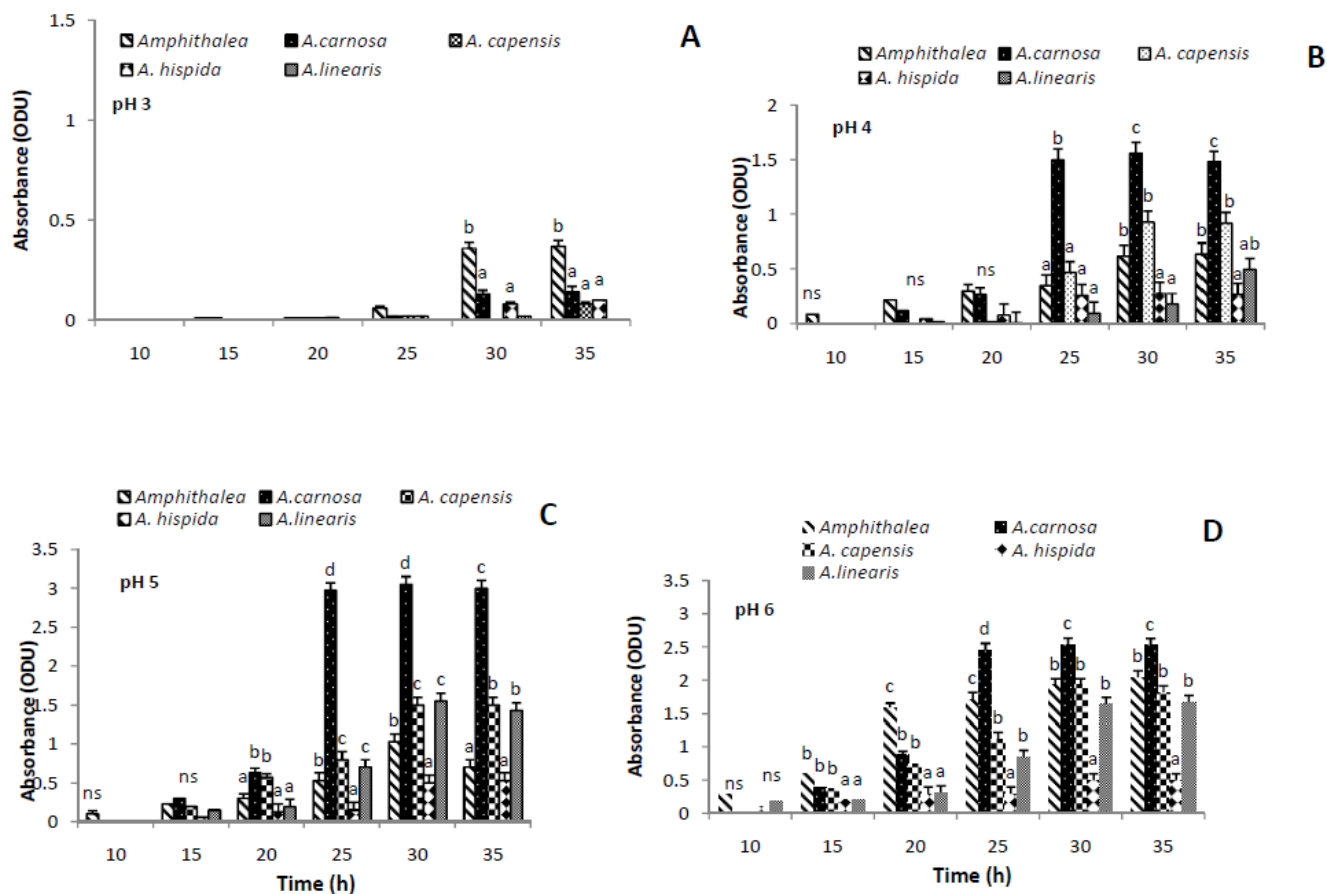 A
Amphithalea A.carnosa A. capensis
A. hispida A.linearis
pH 3
Absorbance (ODU)
1.5
1
0.5
0
b a a
b a a a
10 15 20 25 30 35
B
Amphithalea A.carnosa A. capensis
A. hispida A.linearis
pH 4
Absorbance (ODU)
2
1.5
1
0.5
0
ns
ns
a b a a a
b c b a a
b c b a ab
10 15 20 25 30 35
C
Amphithalea A.carnosa A. capensis
A. hispida A.linearis
pH 5
Absorbance (ODU)
3.5
3
2.5
2
1.5
1
0.5
0
ns
ns
a b b a a
b d c a c
b d c a c
a c b a b
10 15 20 25 30 35
Time (h)
D
Amphithalea A.carnosa
A. capensis A. hispida
A.linearis
pH 6
Absorbance (ODU)
3.5
3
2.5
2
1.5
1
0.5
0
ns ns
b b b a a
c b b a a
c d b a b
b c b a b
b c b a b
10 15 20 25 30 35
Time (h)